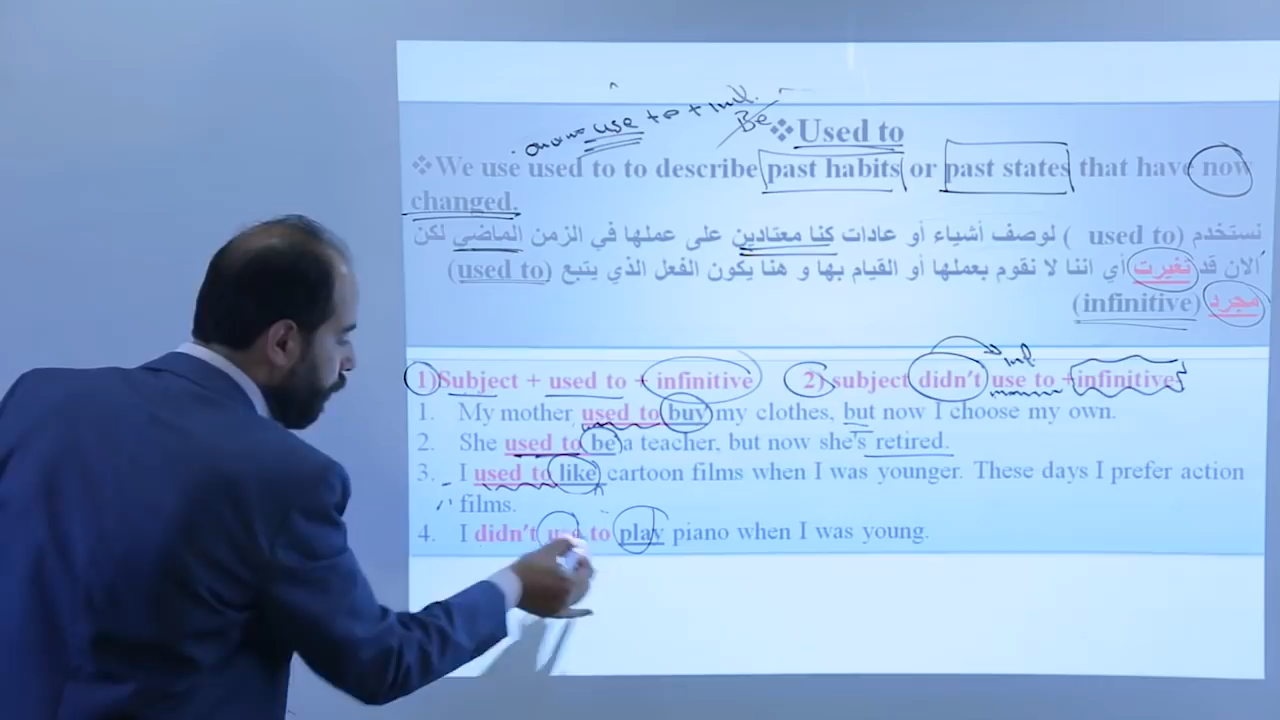 use to + inf.
Be
❖Used to
❖We use used to to describe past habits or past states that have now
changed.
نستخدم (used to ) لوصف أشياء أو عادات كنا معتادين على عملها في الزمن الماضي لكن
الان قد تغيرت أي اننا لا نقوم بعملها أو القيام بها و هنا يكون الفعل الذي يتبع (used to)
مجرد (infinitive)
inf.
1)Subject + used to + infinitive 2) subject didn't use to +infinitive
1. My mother used to buy my clothes, but now I choose my own.
2. She used to be a teacher, but now she's retired.
3. I used to like cartoon films when I was younger. These days I prefer action
films.
4. I didn't use to play piano when I was young.